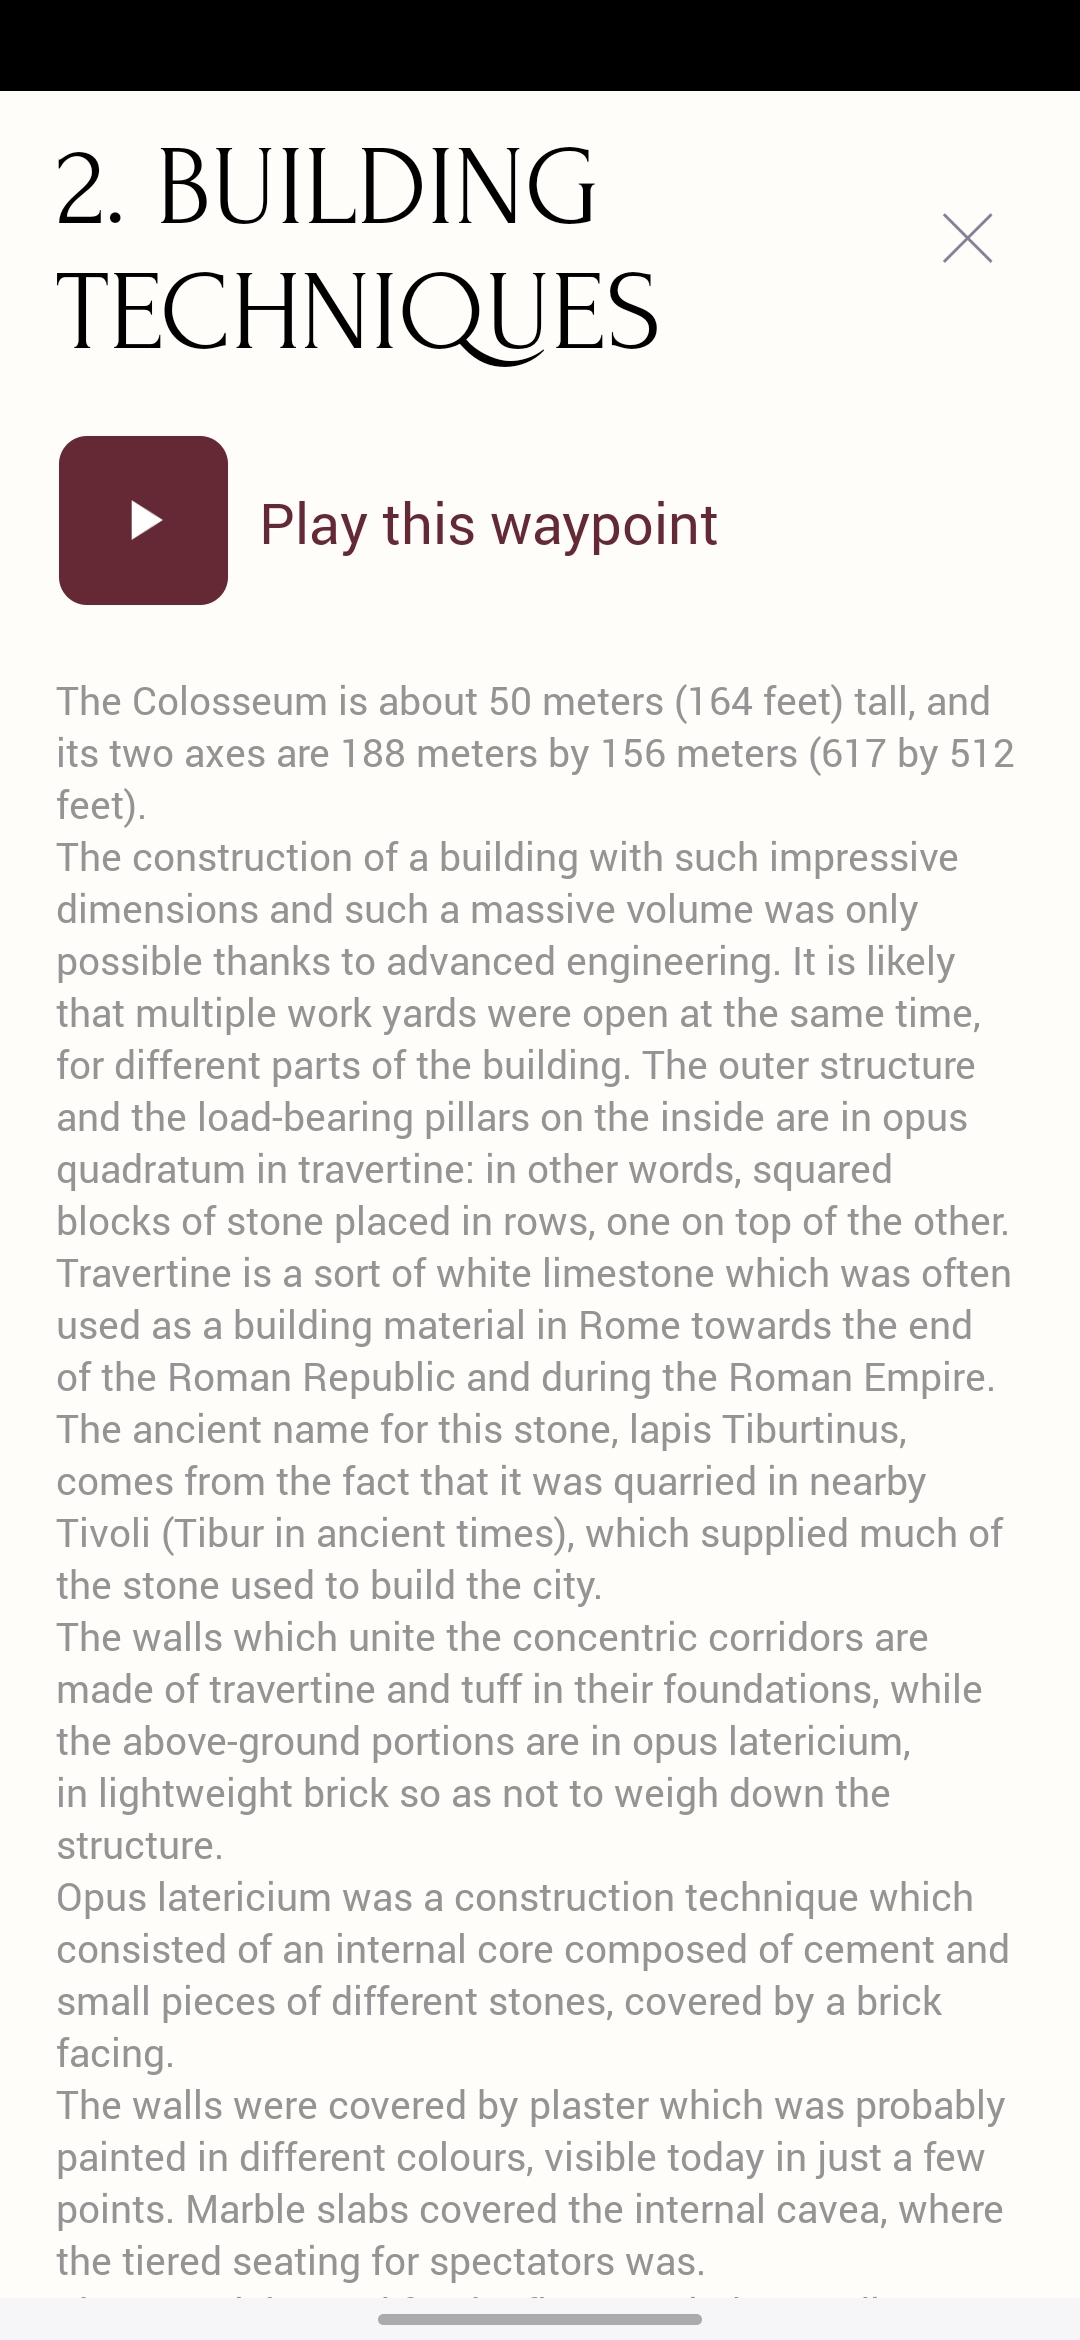 2. BUILDING
TECHNIQUES
Play this waypoint
The Colosseum is about 50 meters (164 feet) tall, and
its two axes are 188 meters by 156 meters (617 by 512
feet).
The construction of a building with such impressive
dimensions and such a massive volume was only
possible thanks to advanced engineering. It is likely
that multiple work yards were open at the same time,
for different parts of the building. The outer structure
and the load-bearing pillars on the inside are in opus
quadratum in travertine: in other words, squared
blocks of stone placed in rows, one on top of the other.
Travertine is a sort of white limestone which was often
used as a building material in Rome towards the end
of the Roman Republic and during the Roman Empire.
The ancient name for this stone, lapis Tiburtinus,
comes from the fact that it was quarried in nearby
Tivoli (Tibur in ancient times), which supplied much of
the stone used to build the city.
The walls which unite the concentric corridors are
made of travertine and tuff in their foundations, while
the above-ground portions are in opus latericium,
in lightweight brick so as not to weigh down the
structure.
Opus latericium was a construction technique which
consisted of an internal core composed of cement and
small pieces of different stones, covered by a brick
facing.
The walls were covered by plaster which was probably
painted in different colours, visible today in just a few
points. Marble slabs covered the internal cavea, where
the tiered seating for spectators was.